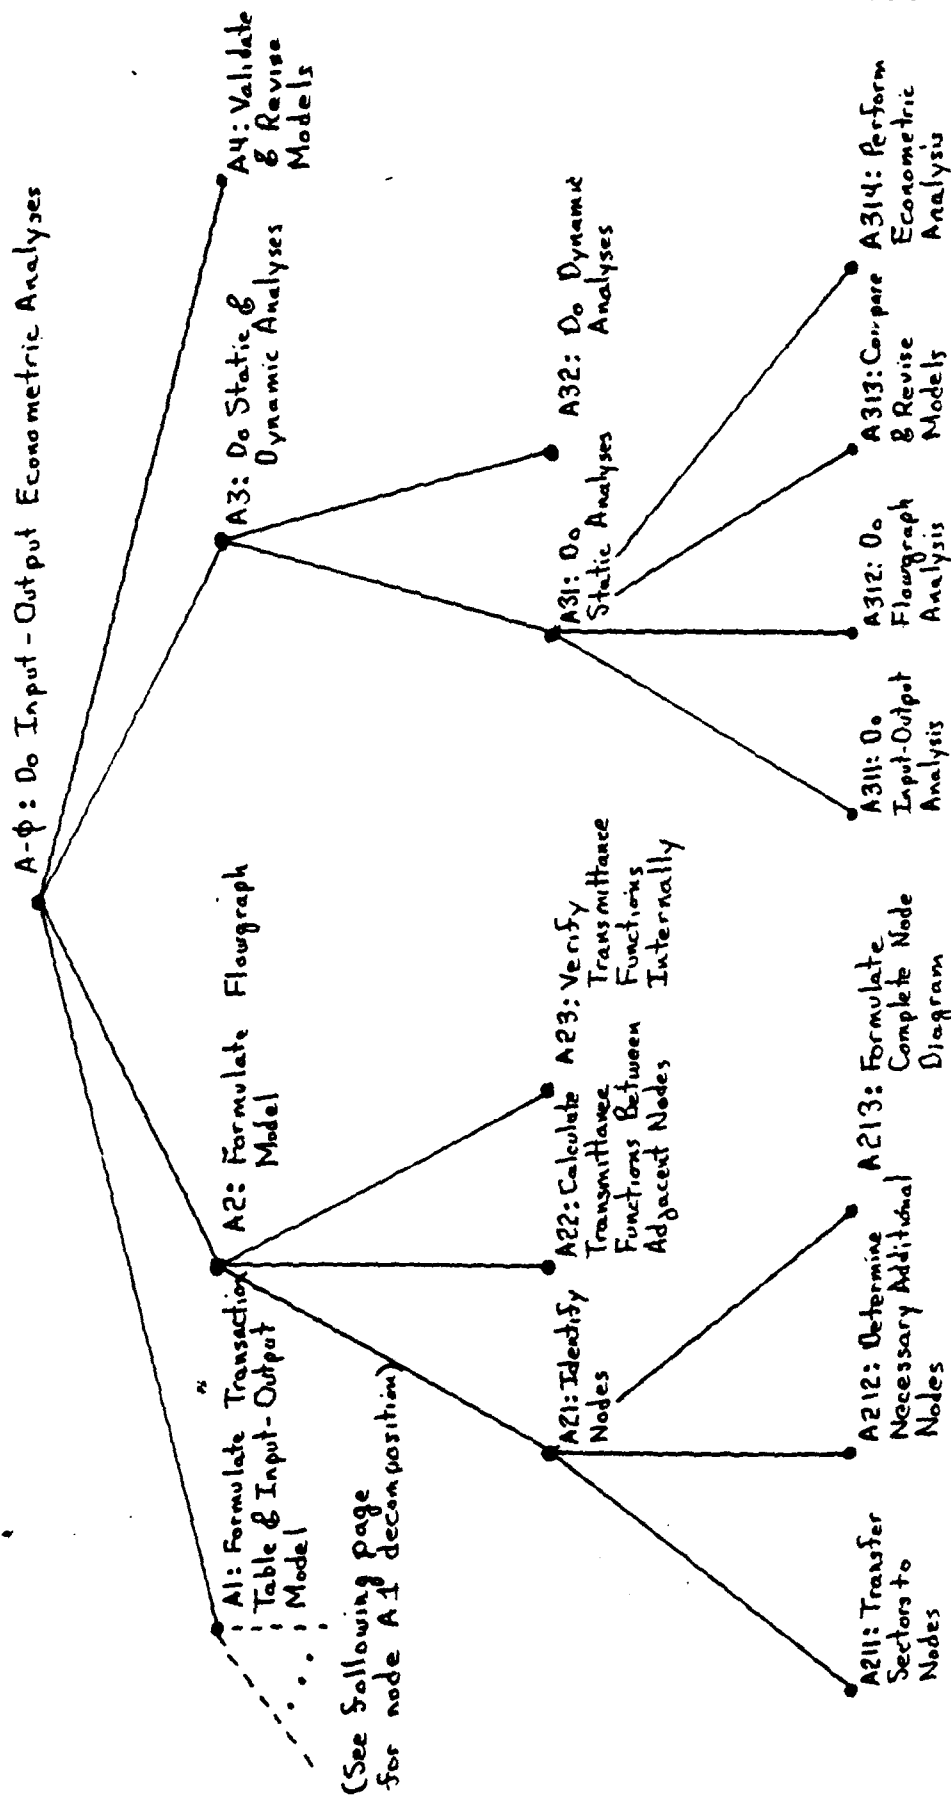 A-φ: Do Input-Output Econometric Analyses
A1: Formulate Transaction
Table & Input-Output
Model
(See following page
for node A1 decomposition)
A2: Formulate Flowgraph
Model
A3: Do Static &
Dynamic Analyses
A4: Validate
& Revise
Models
A21: Identify
Nodes
A22: Calculate
Transmittance
Functions Between
Adjacent Nodes
A23: Verify
Transmittance
Functions
Internally
A31: Do
Static Analyses
A32: Do Dynamic
Analyses
A211: Transfer
Sectors to
Nodes
A212: Determine
Necessary Additional
Nodes
A213: Formulate
Complete Node
Diagram
A311: Do
Input-Output
Analysis
A312: Do
Flowgraph
Analysis
A313: Compare
& Revise
Models
A314: Perform
Econometric
Analysis